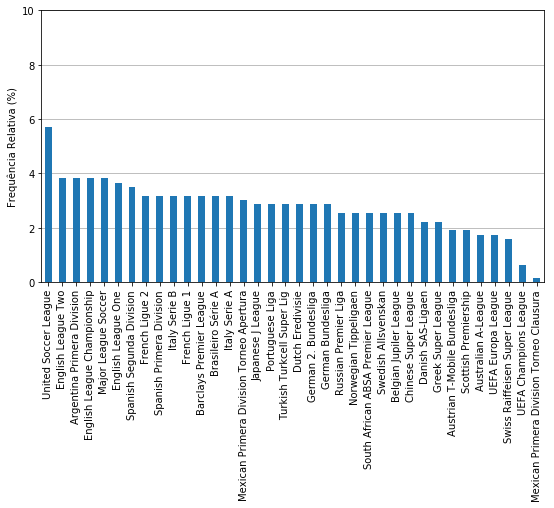 10
8
6
4
2
0
Frequência Relativa (%)
United Soccer League
English League Two
Argentina Primera Division
English League Championship
Major League Soccer
English League One
Spanish Segunda Division
French Ligue 2
Spanish Primera Division
Italy Serie B
French Ligue 1
Barclays Premier League
Brasileiro Série A
Italy Serie A
Mexican Primera Division Torneo Apertura
Japanese J League
Portuguese Liga
Turkish Turkcell Super Lig
Dutch Eredivisie
German 2. Bundesliga
German Bundesliga
Russian Premier Liga
Norwegian Tippeligaen
South African ABSA Premier League
Swedish Allsvenskan
Belgian Jupiler League
Chinese Super League
Danish SAS-Ligaen
Greek Super League
Austrian T-Mobile Bundesliga
Scottish Premiership
Australian A-League
UEFA Europa League
Swiss Raiffeisen Super League
UEFA Champions League
Mexican Primera Division Torneo Clausura